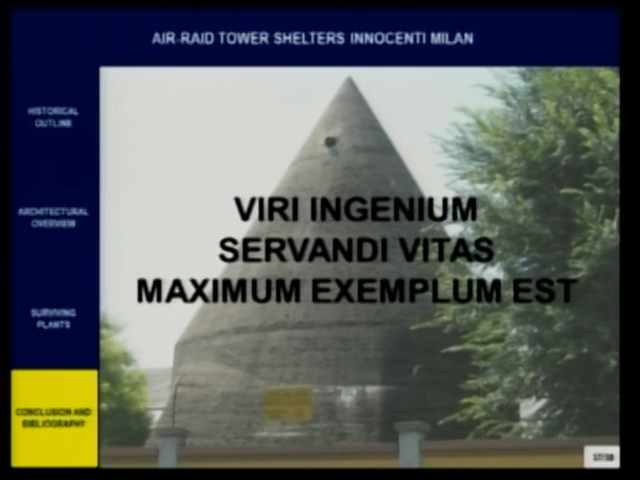 AIR-RAID TOWER SHELTERS INNOCENTI MILAN
HISTORICAL
OUTLINE
ARCHITECTURAL
OVERVIEW
SURVIVING
PLANTS
CONCLUSION AND
BIBLIOGRAPHY
VIRI INGENIUM
SERVANDI VITAS
MAXIMUM EXEMPLUM EST